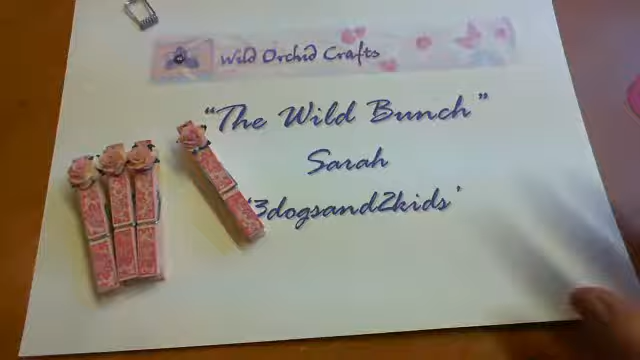 Wild Orchid Crafts
"The Wild Bunch"
Sarah
'3dogsand2kids'